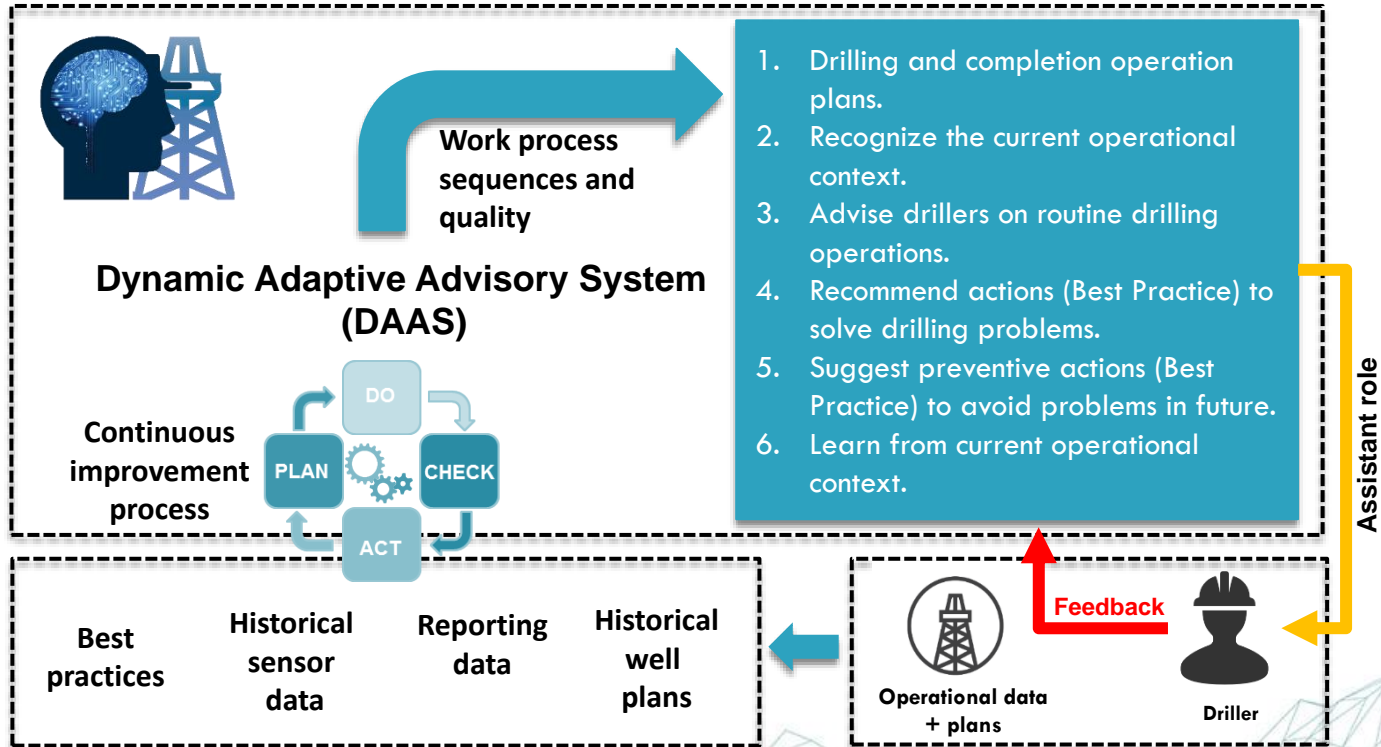 Work process
sequences and
quality
Dynamic Adaptive Advisory System
(DAAS)
Continuous
improvement
process
DO
PLAN
CHECK
ACT
1. Drilling and completion operation
plans.
2. Recognize the current operational
context.
3. Advise drillers on routine drilling
operations.
4. Recommend actions (Best Practice) to
solve drilling problems.
5. Suggest preventive actions (Best
Practice) to avoid problems in future.
6. Learn from current operational
context.
Assistant role
Best
practices
Historical
sensor
data
Reporting
data
Historical
well
plans
Feedback
Operational data
+ plans
Driller